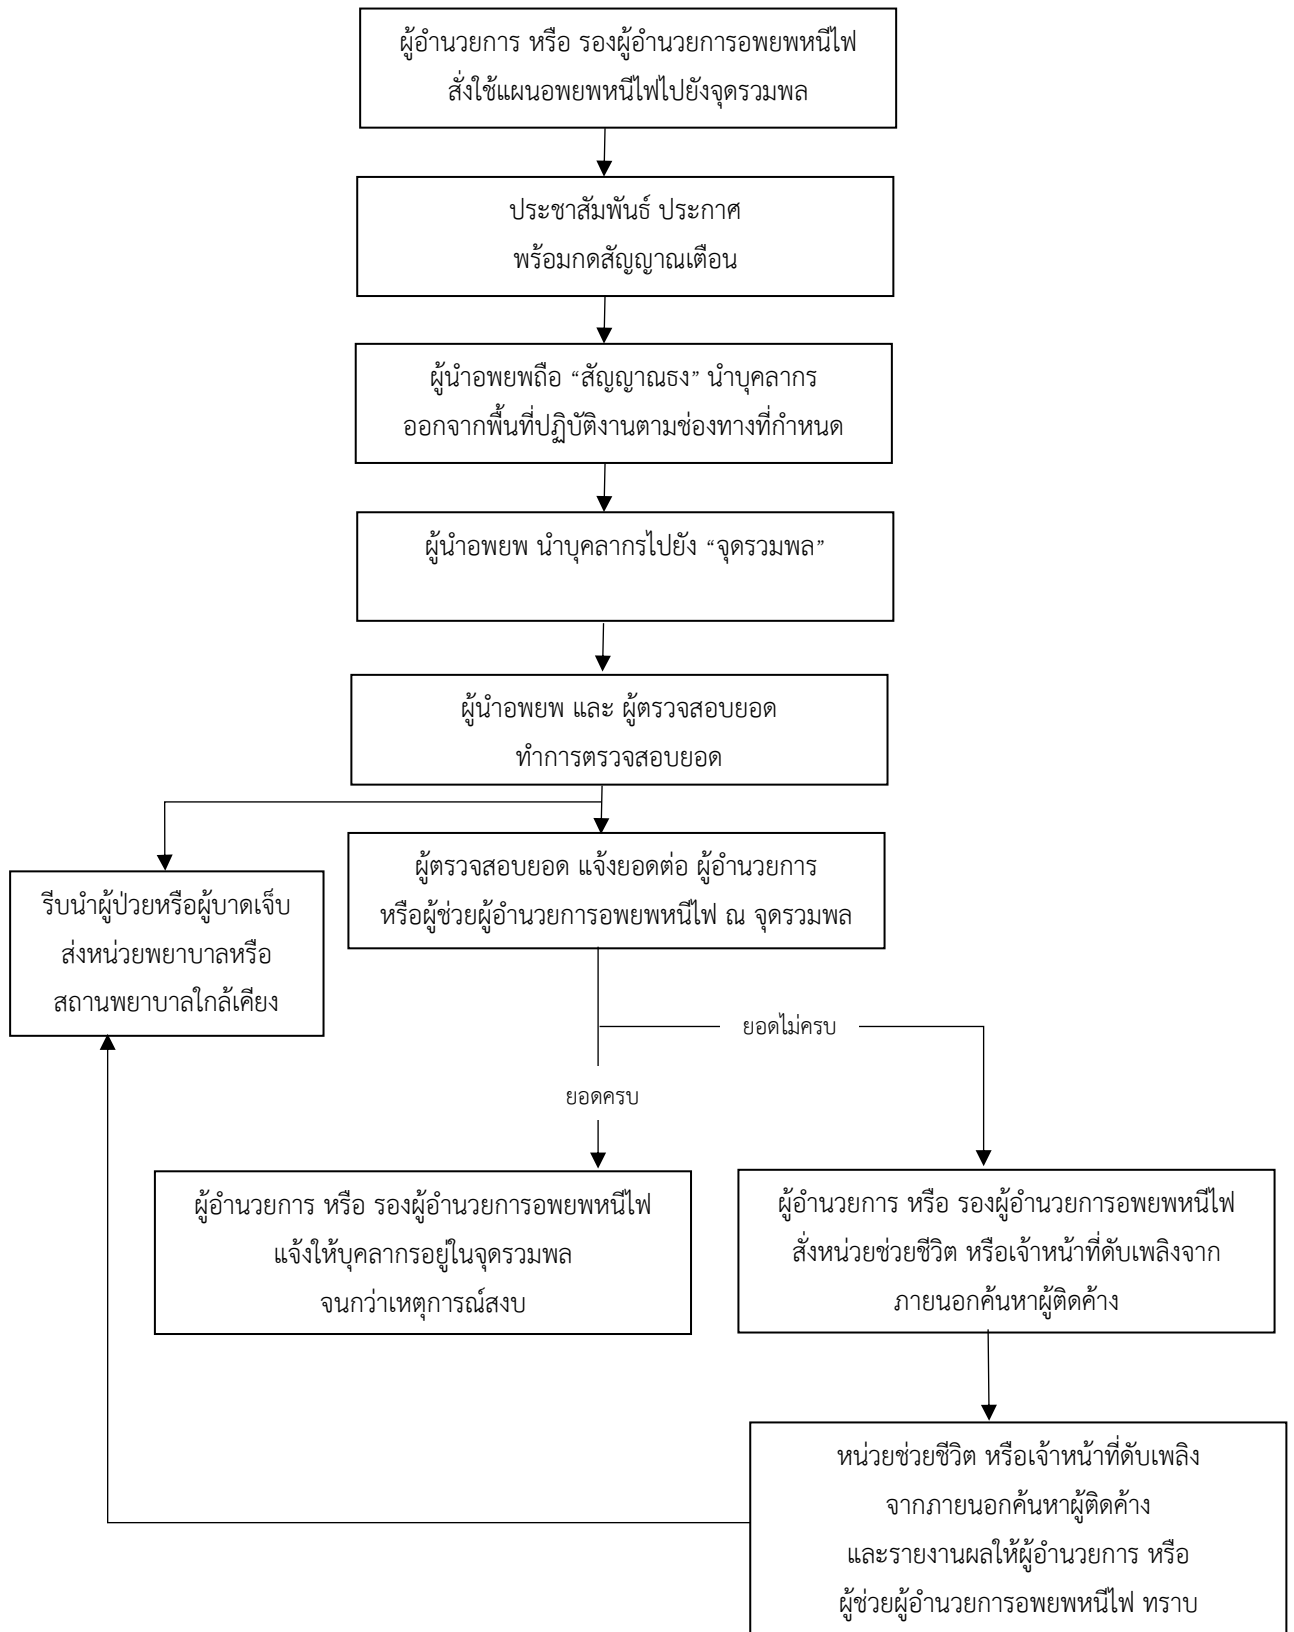 ผู้อำนวยการ หรือ รองผู้อำนวยการอพยพหนีไฟ
สั่งใช้แผนอพยพหนีไฟไปยังจุดรวมพล
ประชาสัมพันธ์ ประกาศ
พร้อมกดสัญญาณเตือน
ผู้นำอพยพถือ “สัญญาณธง” นำบุคลากร
ออกจากพื้นที่ปฏิบัติงานตามช่องทางที่กำหนด
ผู้นำอพยพ นำบุคลากรไปยัง “จุดรวมพล”
ผู้นำอพยพ และ ผู้ตรวจสอบยอด
ทำการตรวจสอบยอด
ผู้ตรวจสอบยอด แจ้งยอดต่อ ผู้อำนวยการ
หรือผู้ช่วยผู้อำนวยการอพยพหนีไฟ ณ จุดรวมพล
รีบนำผู้ป่วยหรือผู้บาดเจ็บ
ส่งหน่วยพยาบาลหรือ
สถานพยาบาลใกล้เคียง
ยอดไม่ครบ
ยอดครบ
ผู้อำนวยการ หรือ รองผู้อำนวยการอพยพหนีไฟ
แจ้งให้บุคลากรอยู่ในจุดรวมพล
จนกว่าเหตุการณ์สงบ
ผู้อำนวยการ หรือ รองผู้อำนวยการอพยพหนีไฟ
สั่งหน่วยช่วยชีวิต หรือเจ้าหน้าที่ดับเพลิงจาก
ภายนอกค้นหาผู้ติดค้าง
หน่วยช่วยชีวิต หรือเจ้าหน้าที่ดับเพลิง
จากภายนอกค้นหาผู้ติดค้าง
และรายงานผลให้ผู้อำนวยการ หรือ
ผู้ช่วยผู้อำนวยการอพยพหนีไฟ ทราบ